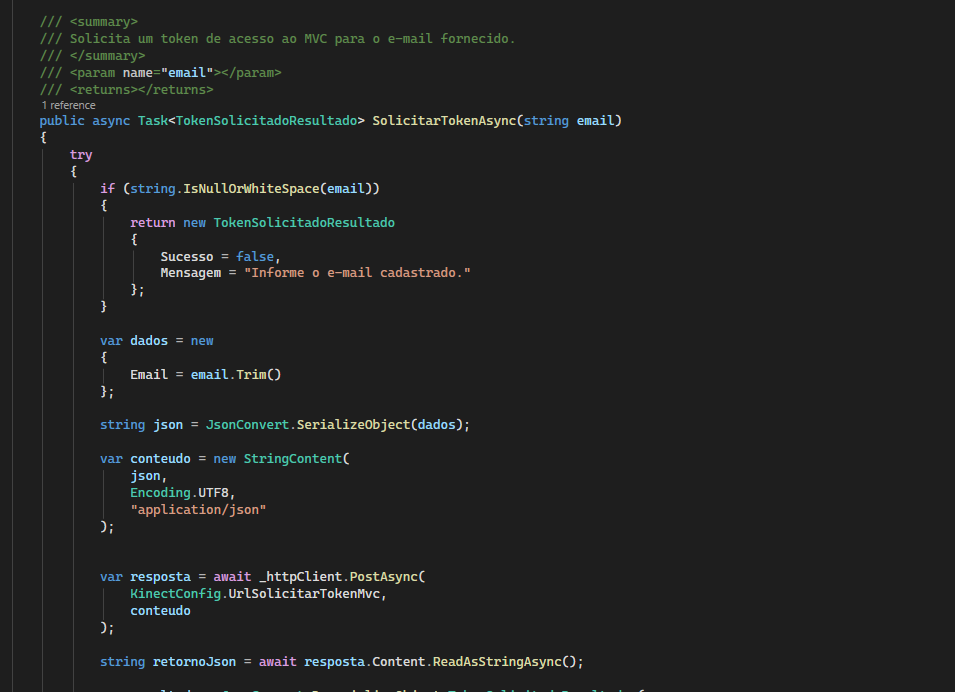 /// <summary>
/// Solicita um token de acesso ao MVC para o e-mail fornecido.
/// </summary>
/// <param name="email"></param>
/// <returns></returns>
1 reference
public async Task<TokenSolicitadoResultado> SolicitarTokenAsync(string email)
{
try
{
if (string.IsNullOrWhiteSpace(email))
{
return new TokenSolicitadoResultado
{
Sucesso = false,
Mensagem = "Informe o e-mail cadastrado."
};
}
var dados = new
{
Email = email.Trim()
};
string json = JsonConvert.SerializeObject(dados);
var conteudo = new StringContent(
json,
Encoding.UTF8,
"application/json"
);
var resposta = await _httpClient.PostAsync(
KinectConfig.UrlSolicitarTokenMvc,
conteudo
);
string retornoJson = await resposta.Content.ReadAsStringAsync();